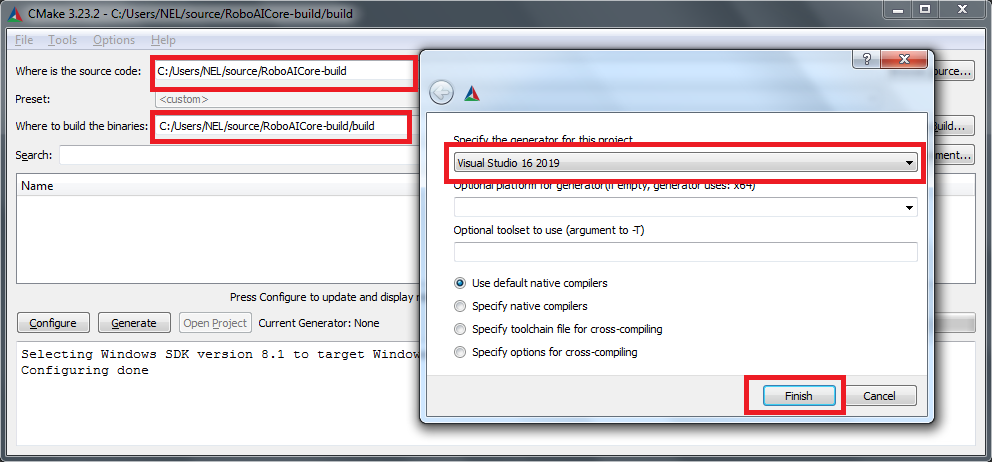 CMake 3.23.2 - C:/Users/NEL/source/RoboAICore-build/build
File Tools Options Help
Where is the source code: C:/Users/NEL/source/RoboAICore-build
ource...
Preset: <custom>
Where to build the binaries: C:/Users/NEL/source/RoboAICore-build/build
uild...
Search:
ment...
Name
Press Configure to update and display
Configure Generate Open Project Current Generator: None
Selecting Windows SDK version 8.1 to target Window
Configuring done
?
Specify the generator for this project
Visual Studio 16 2019
Optional platform for generator(if empty, generator uses: x64)
Optional toolset to use (argument to -T)
Use default native compilers
Specify native compilers
Specify toolchain file for cross-compiling
Specify options for cross-compiling
Finish Cancel